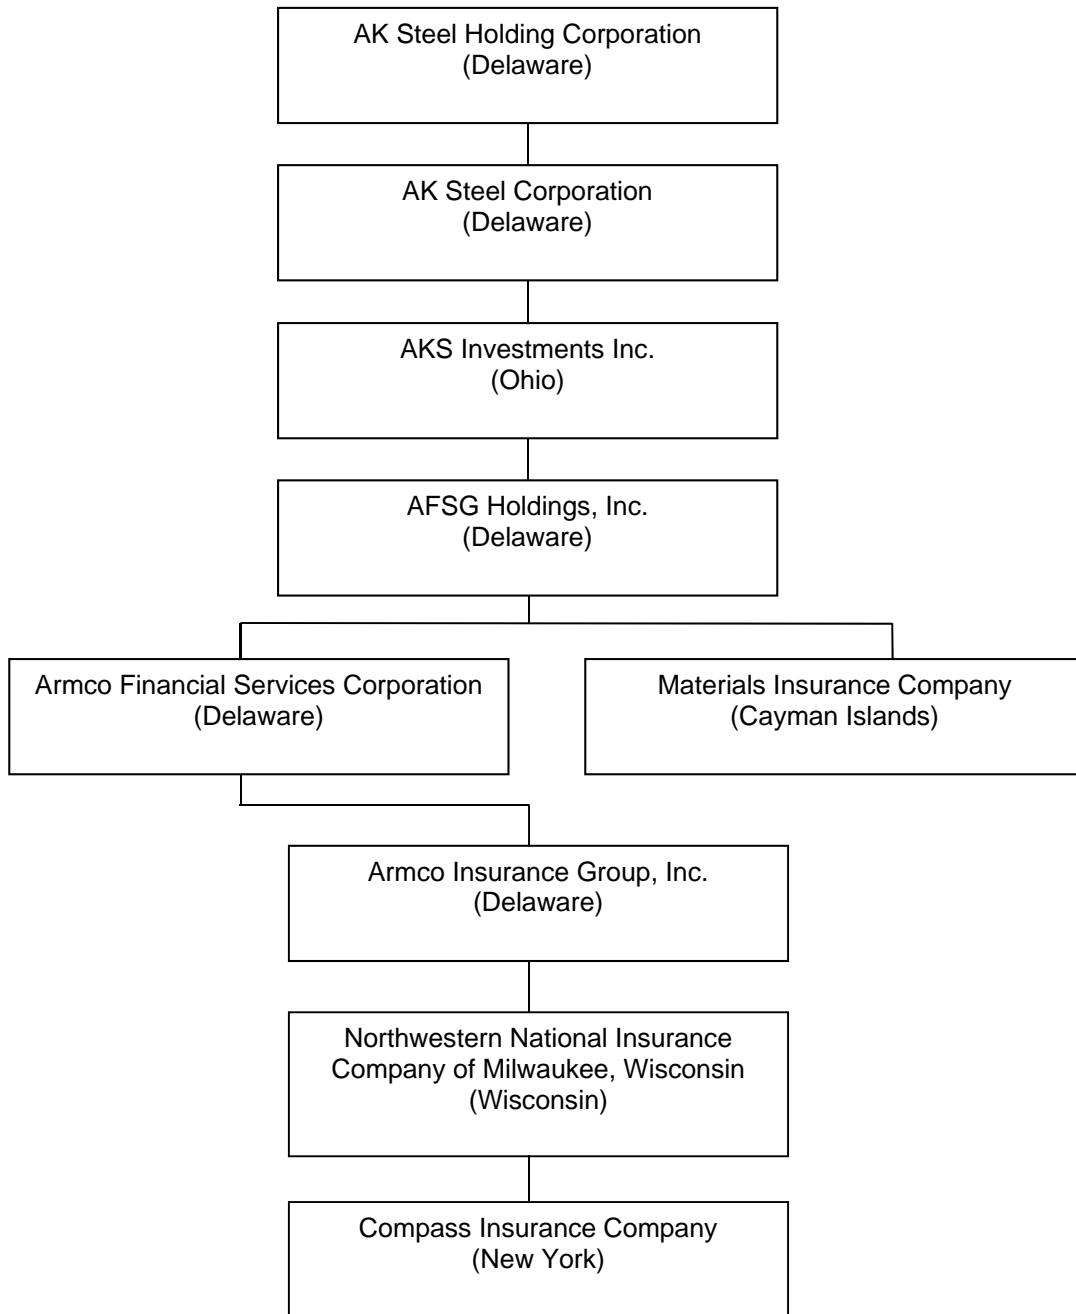 AK Steel Holding Corporation
(Delaware)
AK Steel Corporation
(Delaware)
AKS Investments Inc.
(Ohio)
AFSG Holdings, Inc.
(Delaware)
Armco Financial Services Corporation
(Delaware)
Materials Insurance Company
(Cayman Islands)
Armco Insurance Group, Inc.
(Delaware)
Northwestern National Insurance
Company of Milwaukee, Wisconsin
(Wisconsin)
Compass Insurance Company
(New York)